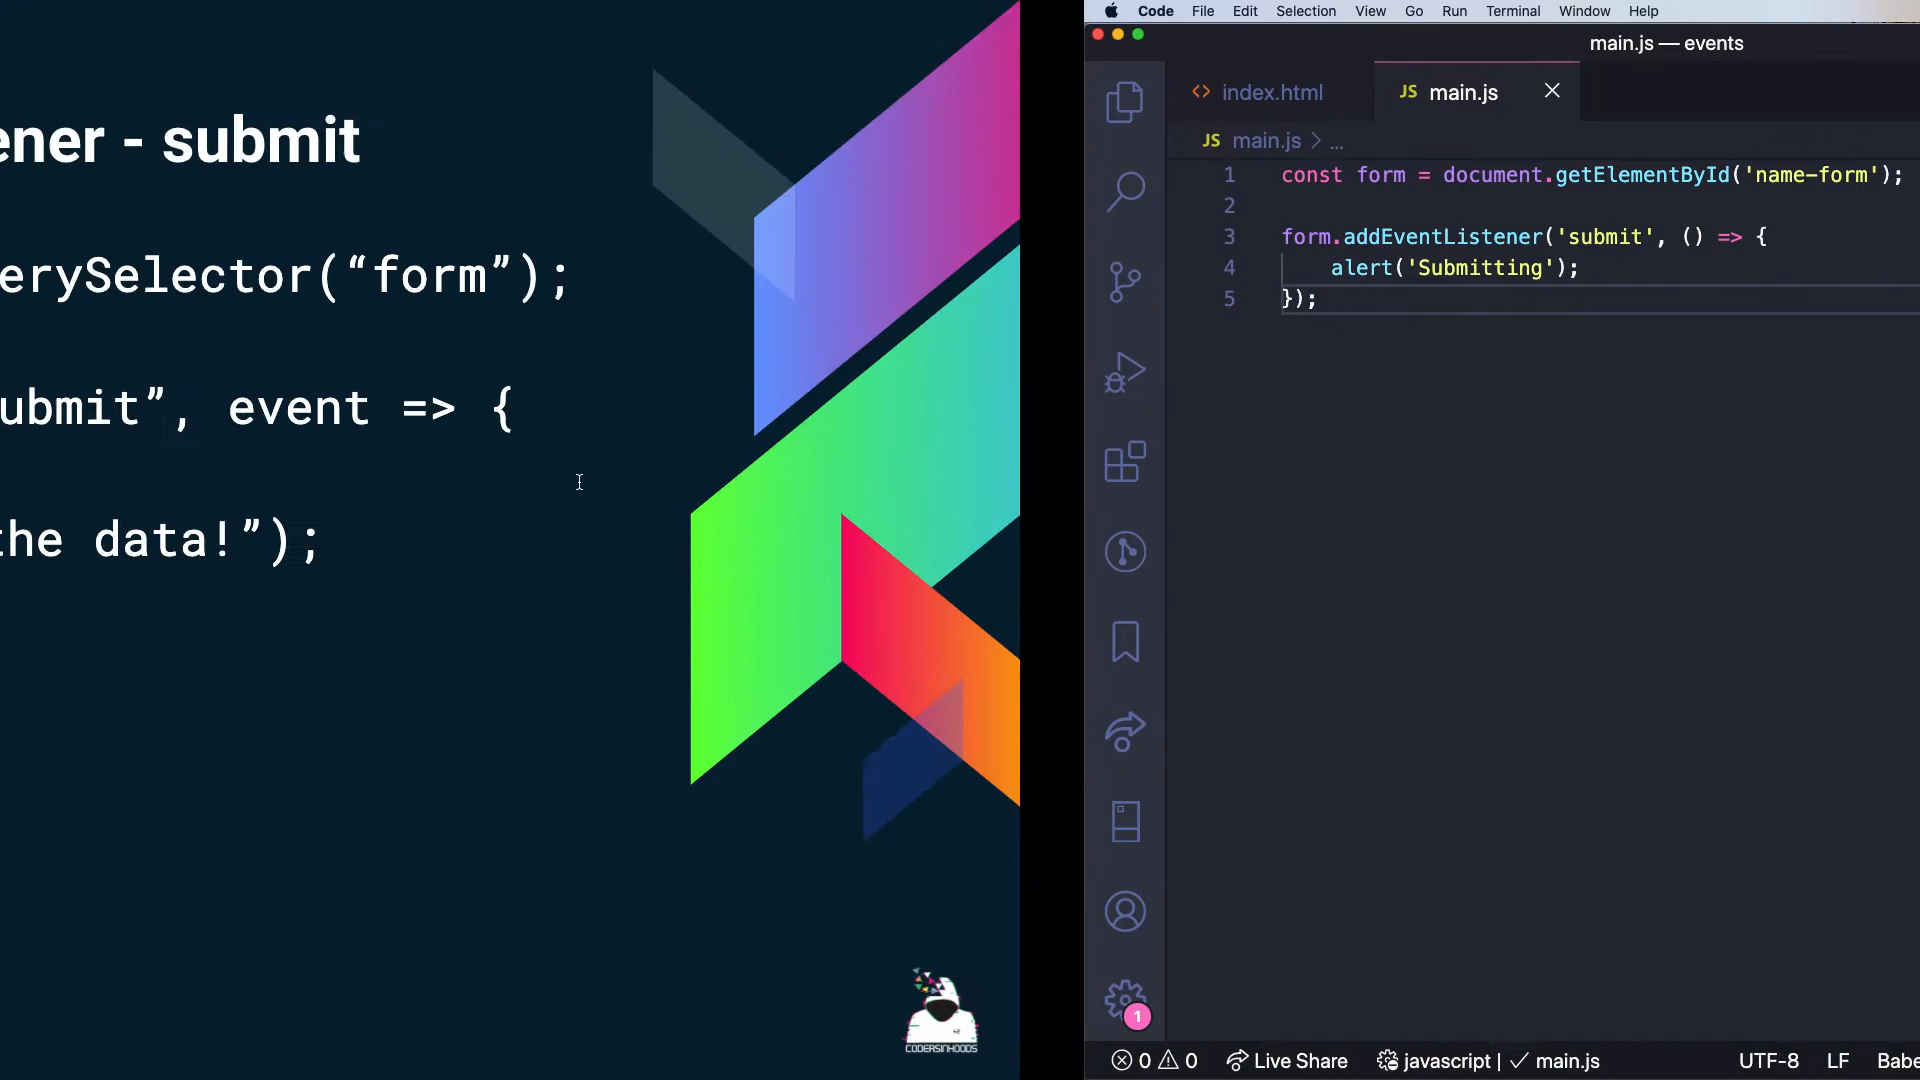 ener - submit
erySelector(“form”);
ubmit”, event => {
the data!”);
CODERSINHOODS
Code File Edit Selection View Go Run Terminal Window Help
main.js — events
<> index.html
JS main.js
JS main.js > ...
1 const form = document.getElementById('name-form');
2
3 form.addEventListener('submit', () => {
4 alert('Submitting');
5 });
1
0 0 Live Share javascript | ✓ main.js UTF-8 LF Babe